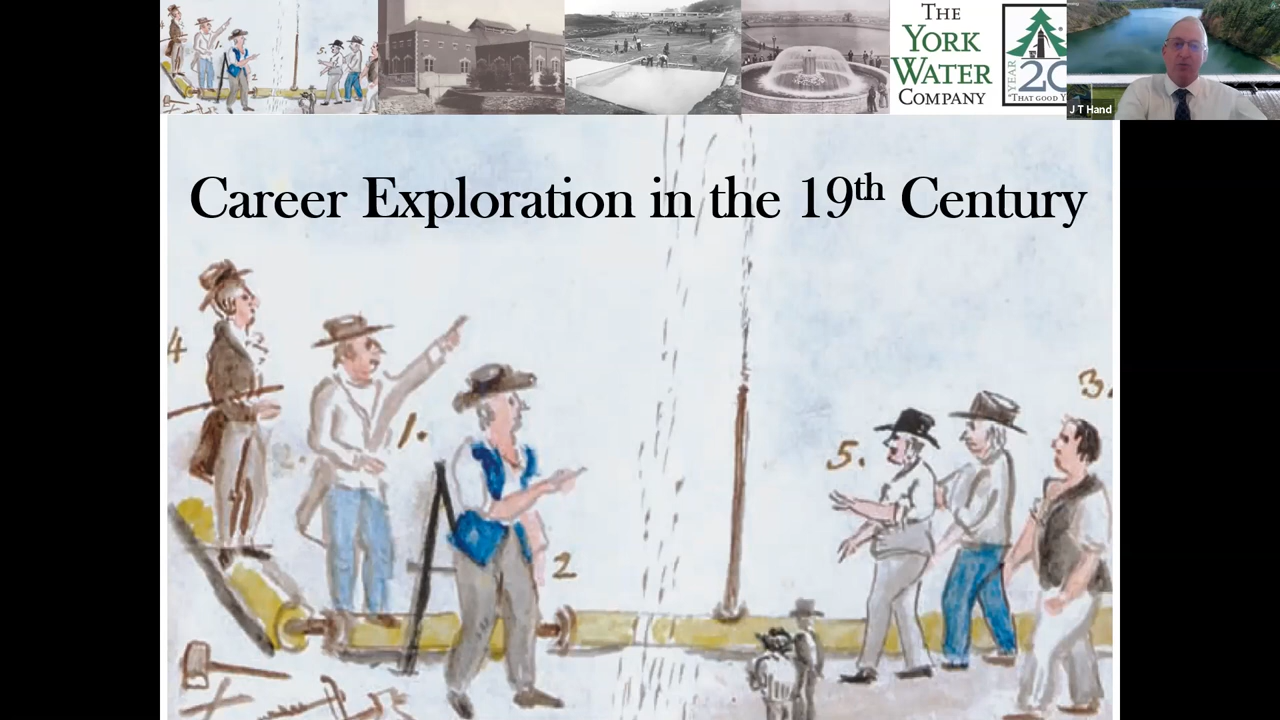 THE
YORK
WATER
COMPANY
YEAR
20
"THAT GOOD
J T Hand
Career Exploration in the 19th Century
4
1.
2
5.
3.